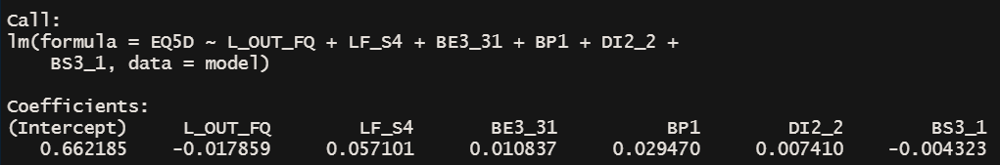 Call:
lm(formula = EQ5D ~ L_OUT_FQ + LF_S4 + BE3_31 + BP1 + DI2_2 +
    BS3_1, data = model)

Coefficients:
(Intercept)     L_OUT_FQ        LF_S4       BE3_31          BP1        DI2_2        BS3_1
   0.662185    -0.017859     0.057101     0.010837     0.029470     0.007410    -0.004323